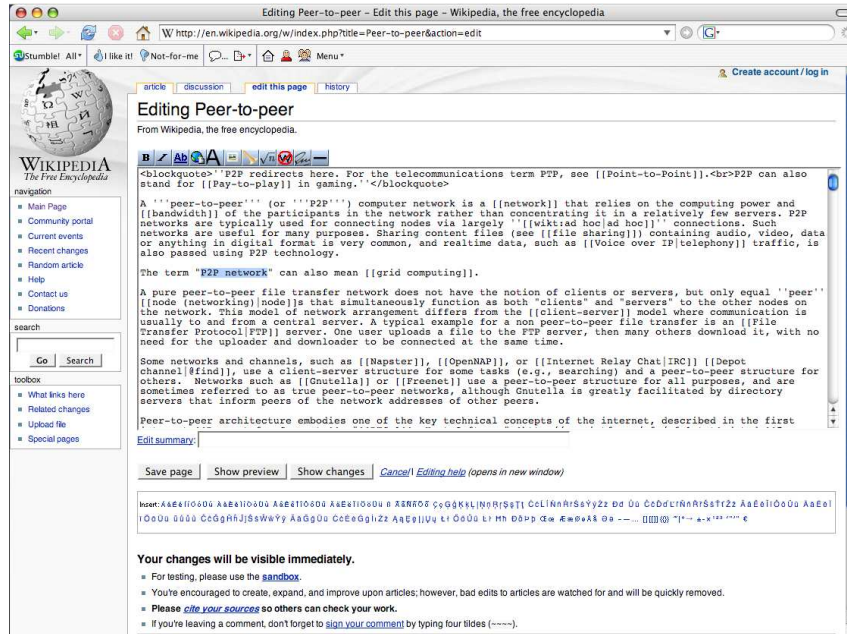 Editing Peer-to-peer – Edit this page – Wikipedia, the free encyclopedia
W http://en.wikipedia.org/w/index.php?title=Peer-to-peer&action=edit
Stumble! All I like it! Not-for-me Menu
Create account / log in
article discussion edit this page history
Editing Peer-to-peer
From Wikipedia, the free encyclopedia.
WIKIPEDIA
The Free Encyclopedia
navigation
Main Page
Community portal
Current events
Recent changes
Random article
Help
Contact us
Donations
search
Go Search
toolbox
What links here
Related changes
Upload file
Special pages
B I Ab A √n
<blockquote>''P2P redirects here. For the telecommunications term PTP, see [[Point-to-Point]].<br>P2P can also
stand for [[Pay-to-play]] in gaming.''</blockquote>
A '''peer-to-peer''' (or '''P2P''') computer network is a [[network]] that relies on the computing power and
[[bandwidth]] of the participants in the network rather than concentrating it in a relatively few servers. P2P
networks are typically used for connecting nodes via largely ''[[wikt:ad hoc|ad hoc]]'' connections. Such
networks are useful for many purposes. Sharing content files (see [[file sharing]]) containing audio, video, data
or anything in digital format is very common, and realtime data, such as [[Voice over IP|telephony]] traffic, is
also passed using P2P technology.
The term "P2P network" can also mean [[grid computing]].
A pure peer-to-peer file transfer network does not have the notion of clients or servers, but only equal ''peer''
[[node (networking)|node]]s that simultaneously function as both "clients" and "servers" to the other nodes on
the network. This model of network arrangement differs from the [[client-server]] model where communication is
usually to and from a central server. A typical example for a non peer-to-peer file transfer is an [[File
Transfer Protocol|FTP]] server. One user uploads a file to the FTP server, then many others download it, with no
need for the uploader and downloader to be connected at the same time.
Some networks and channels, such as [[Napster]], [[OpenNAP]], or [[Internet Relay Chat|IRC]] [[Depot
channel|@find]], use a client-server structure for some tasks (e.g., searching) and a peer-to-peer structure for
others.  Networks such as [[Gnutella]] or [[Freenet]] use a peer-to-peer structure for all purposes, and are
sometimes referred to as true peer-to-peer networks, although Gnutella is greatly facilitated by directory
servers that inform peers of the network addresses of other peers.
Peer-to-peer architecture embodies one of the key technical concepts of the internet, described in the first
Edit summary:
Save page Show preview Show changes Cancel | Editing help (opens in new window)
Insert:
Your changes will be visible immediately.
For testing, please use the sandbox.
You're encouraged to create, expand, and improve upon articles; however, bad edits to articles are watched for and will be quickly removed.
Please cite your sources so others can check your work.
If you're leaving a comment, don't forget to sign your comment by typing four tildes (~~~~).